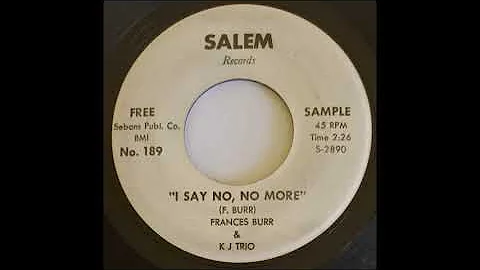 SALEM
Records
FREE
Sebons Publ. Co.
BMI
No. 189
SAMPLE
45 RPM
Time 2:26
S-2890
"I SAY NO, NO MORE"
(F. BURR)
FRANCES BURR
&
K J TRIO